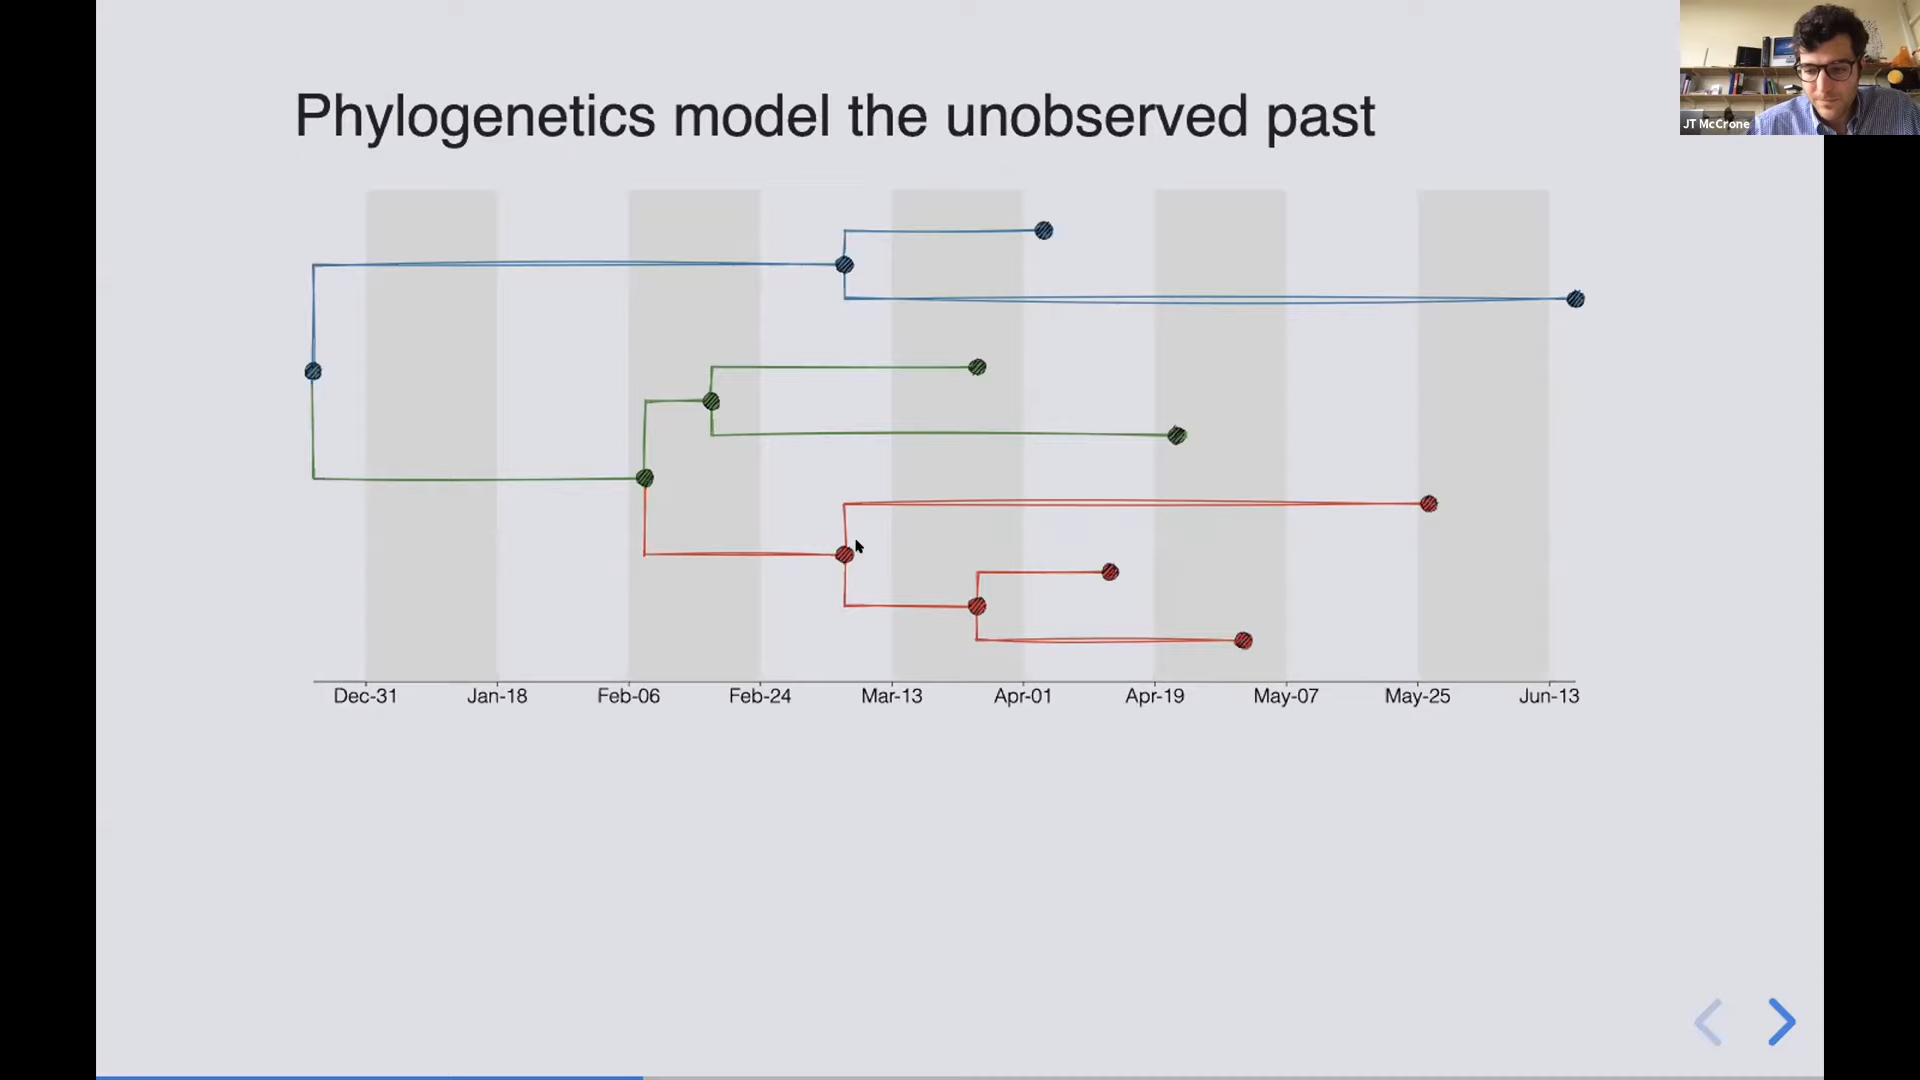 Phylogenetics model the unobserved past
JT McCrone
Dec-31 Jan-18 Feb-06 Feb-24 Mar-13 Apr-01 Apr-19 May-07 May-25 Jun-13